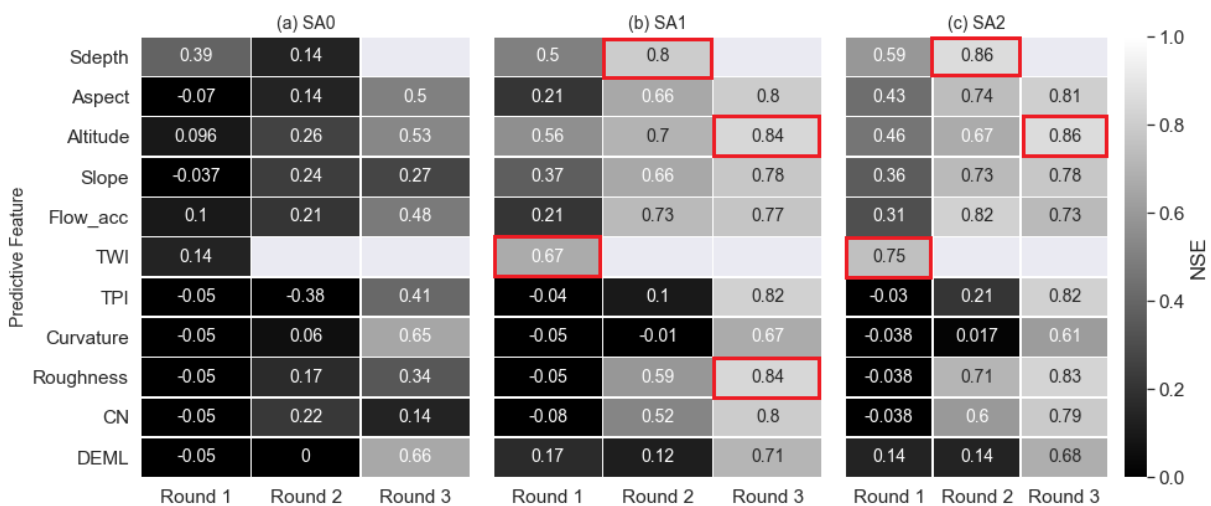 (a) SA0 (b) SA1 (c) SA2
Sdepth 0.39 0.14 0.5 0.8 0.59 0.86
Aspect -0.07 0.14 0.5 0.21 0.66 0.8 0.43 0.74 0.81
Altitude 0.096 0.26 0.53 0.56 0.7 0.84 0.46 0.67 0.86
Slope -0.037 0.24 0.27 0.37 0.66 0.78 0.36 0.73 0.78
Flow_acc 0.1 0.21 0.48 0.21 0.73 0.77 0.31 0.82 0.73
TWI 0.14 0.67 0.75
TPI -0.05 -0.38 0.41 -0.04 0.1 0.82 -0.03 0.21 0.82
Curvature -0.05 0.06 0.65 -0.05 -0.01 0.67 -0.038 0.017 0.61
Roughness -0.05 0.17 0.34 -0.05 0.59 0.84 -0.038 0.71 0.83
CN -0.05 0.22 0.14 -0.08 0.52 0.8 -0.038 0.6 0.79
DEML -0.05 0 0.66 0.17 0.12 0.71 0.14 0.14 0.68
Round 1 Round 2 Round 3 Round 1 Round 2 Round 3 Round 1 Round 2 Round 3
Predictive Feature
1.0
0.8
0.6
0.4
0.2
0.0
NSE